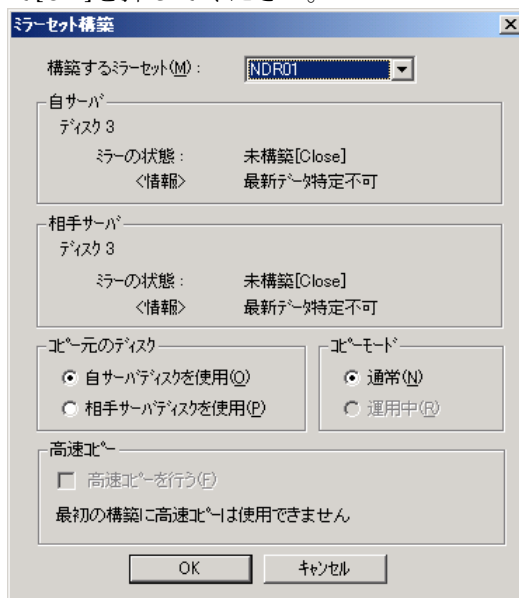 ミラーセット構築
構築するミラーセット(M): NDR01
自サーバ
ディスク 3
ミラーの状態: 未構築[Close]
<情報> 最新データ特定不可
相手サーバ
ディスク 3
ミラーの状態: 未構築[Close]
<情報> 最新データ特定不可
コピー元のディスク
自サーバディスクを使用(O)
相手サーバディスクを使用(P)
コピーモード
通常(N)
運用中(R)
高速コピー
高速コピーを行う(F)
最初の構築に高速コピーは使用できません
OK キャンセル